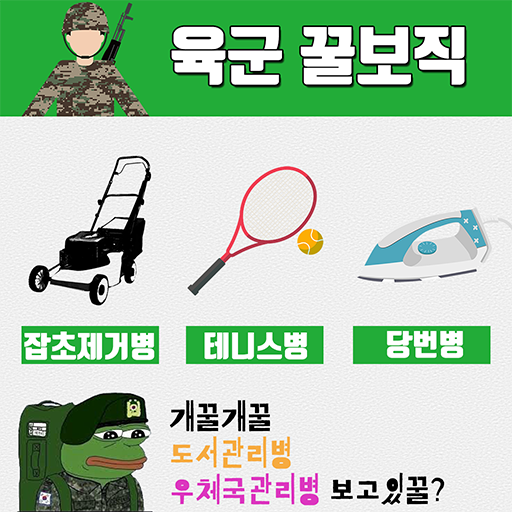 육군 꿀보직
잡초제거병 테니스병 당번병
개꿀개꿀
도서관리병
우체국관리병 보고있꿀?